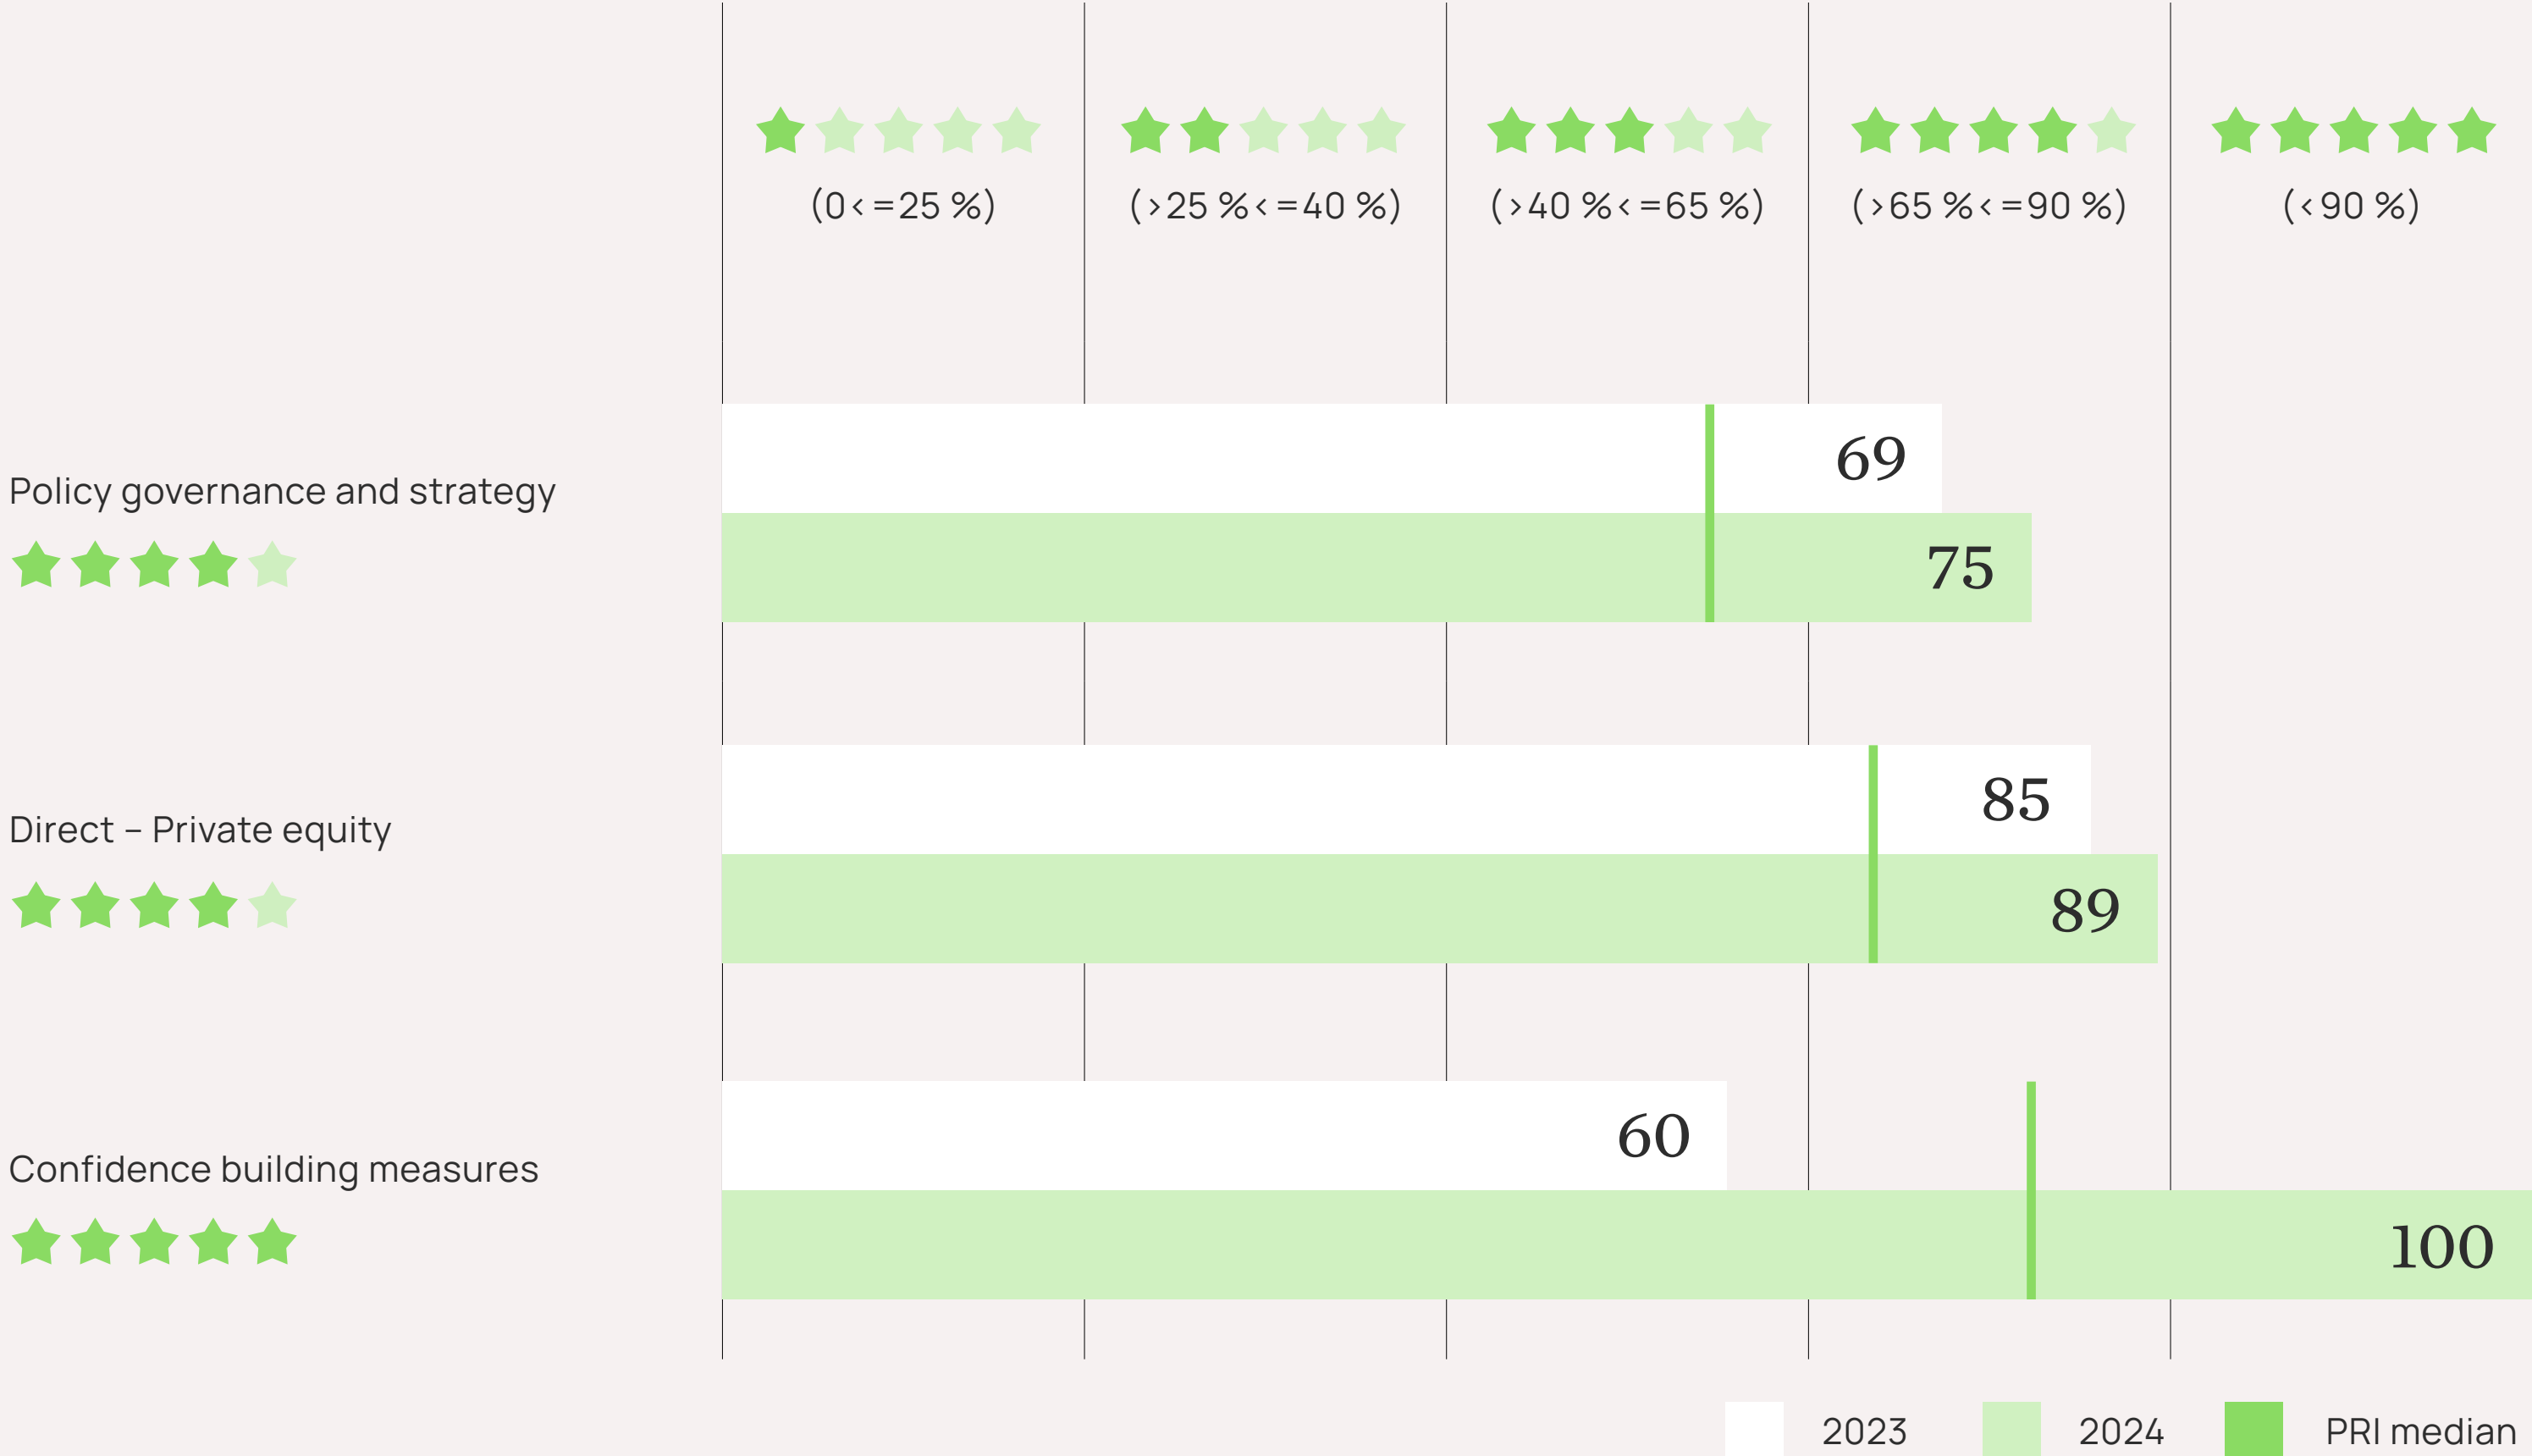 (0<=25 %) (>25 %<=40 %) (>40 %<=65 %) (>65 %<=90 %) (<90 %)
69
Policy governance and strategy
75
85
Direct – Private equity
89
60
Confidence building measures
100
2023 2024 PRI median